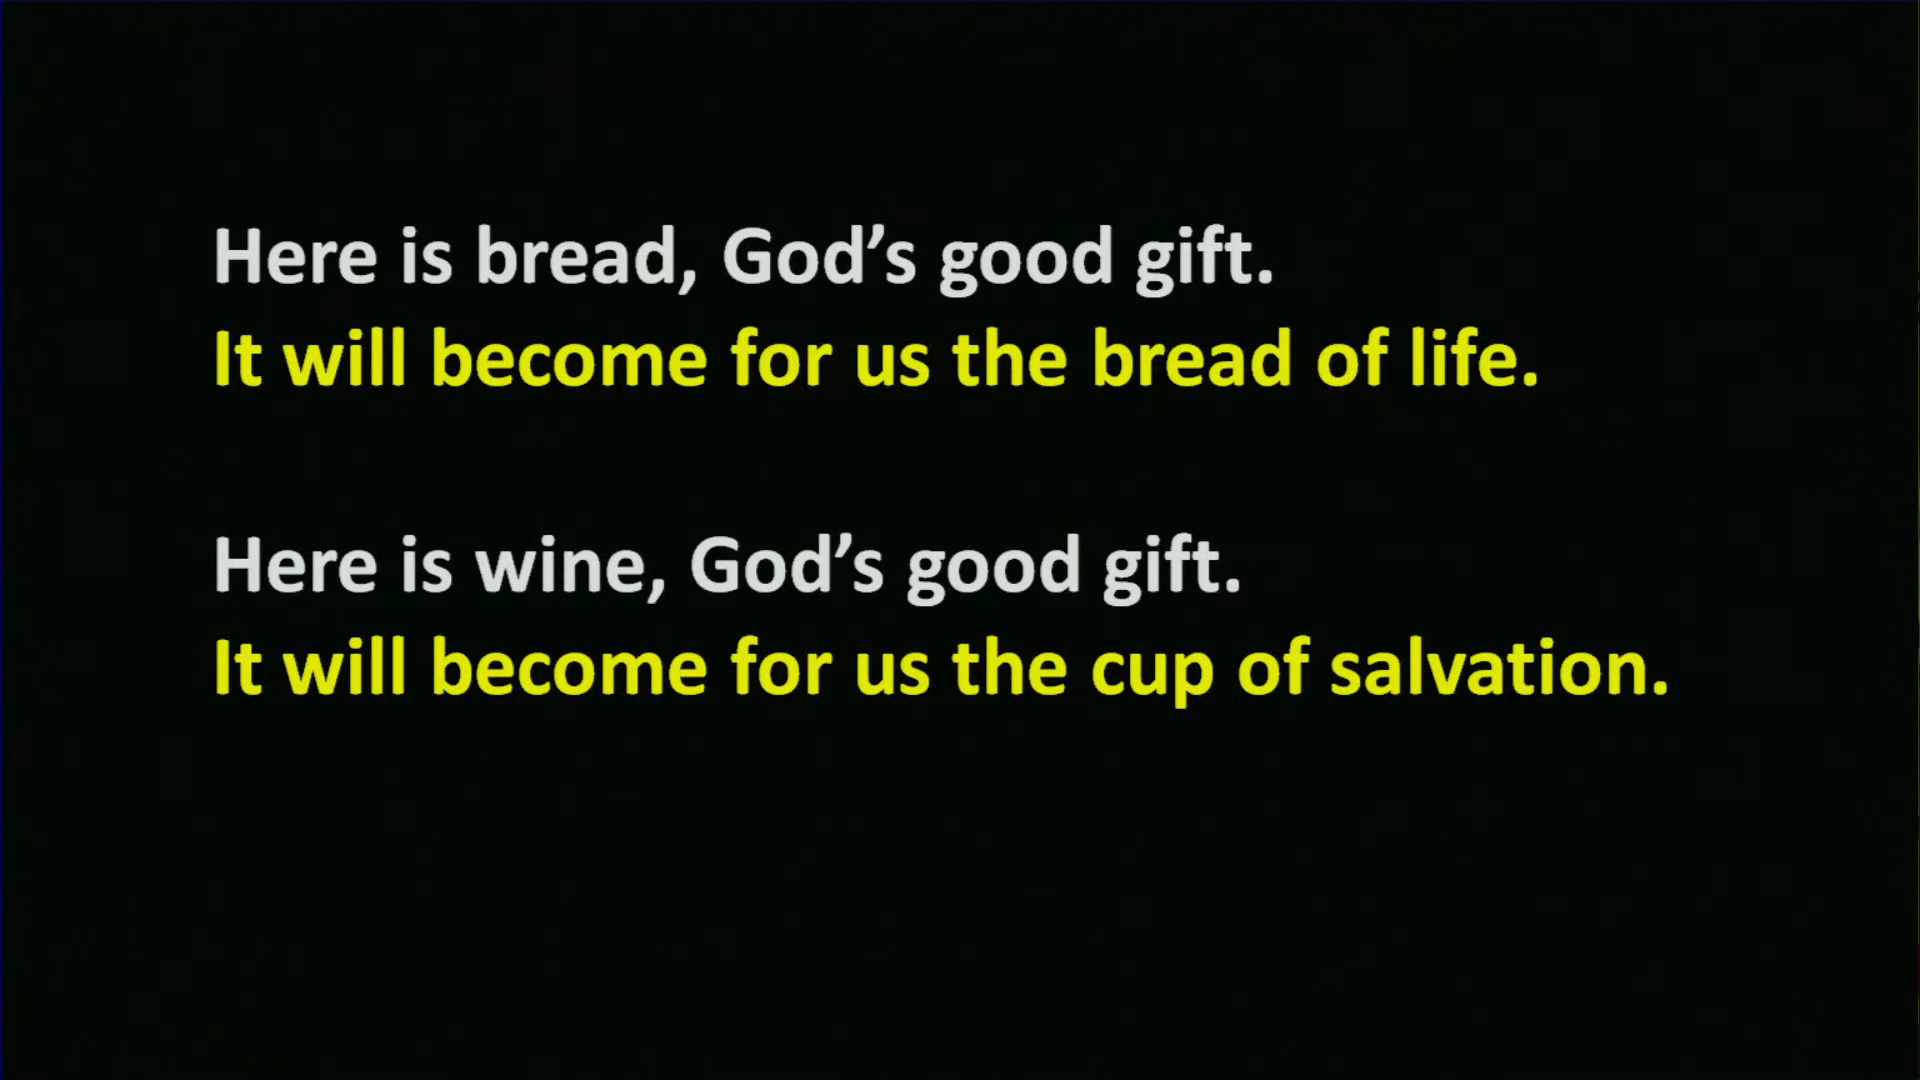 Here is bread, God’s good gift.
It will become for us the bread of life.
Here is wine, God’s good gift.
It will become for us the cup of salvation.